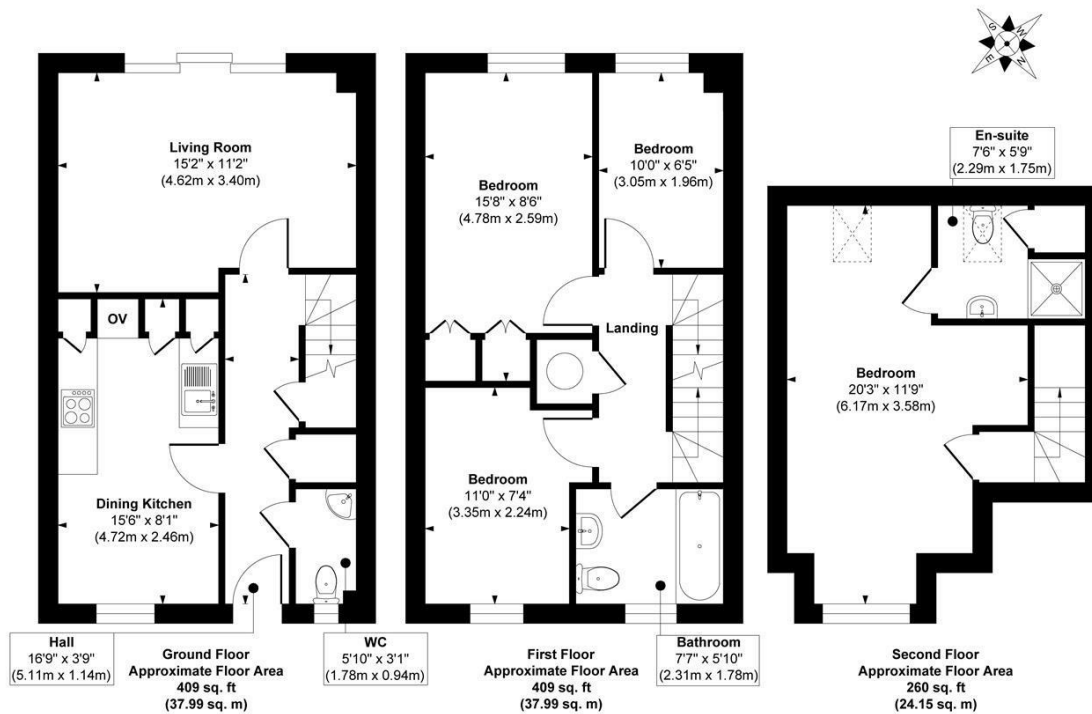 S
W
E
N
Living Room
15'2" x 11'2"
(4.62m x 3.40m)
OV
Dining Kitchen
15'6" x 8'1"
(4.72m x 2.46m)
Hall
16'9" x 3'9"
(5.11m x 1.14m)
Ground Floor
Approximate Floor Area
409 sq. ft
(37.99 sq. m)
WC
5'10" x 3'1"
(1.78m x 0.94m)
Bedroom
15'8" x 8'6"
(4.78m x 2.59m)
Bedroom
10'0" x 6'5"
(3.05m x 1.96m)
Landing
Bedroom
11'0" x 7'4"
(3.35m x 2.24m)
First Floor
Approximate Floor Area
409 sq. ft
(37.99 sq. m)
Bathroom
7'7" x 5'10"
(2.31m x 1.78m)
En-suite
7'6" x 5'9"
(2.29m x 1.75m)
Bedroom
20'3" x 11'9"
(6.17m x 3.58m)
Second Floor
Approximate Floor Area
260 sq. ft
(24.15 sq. m)